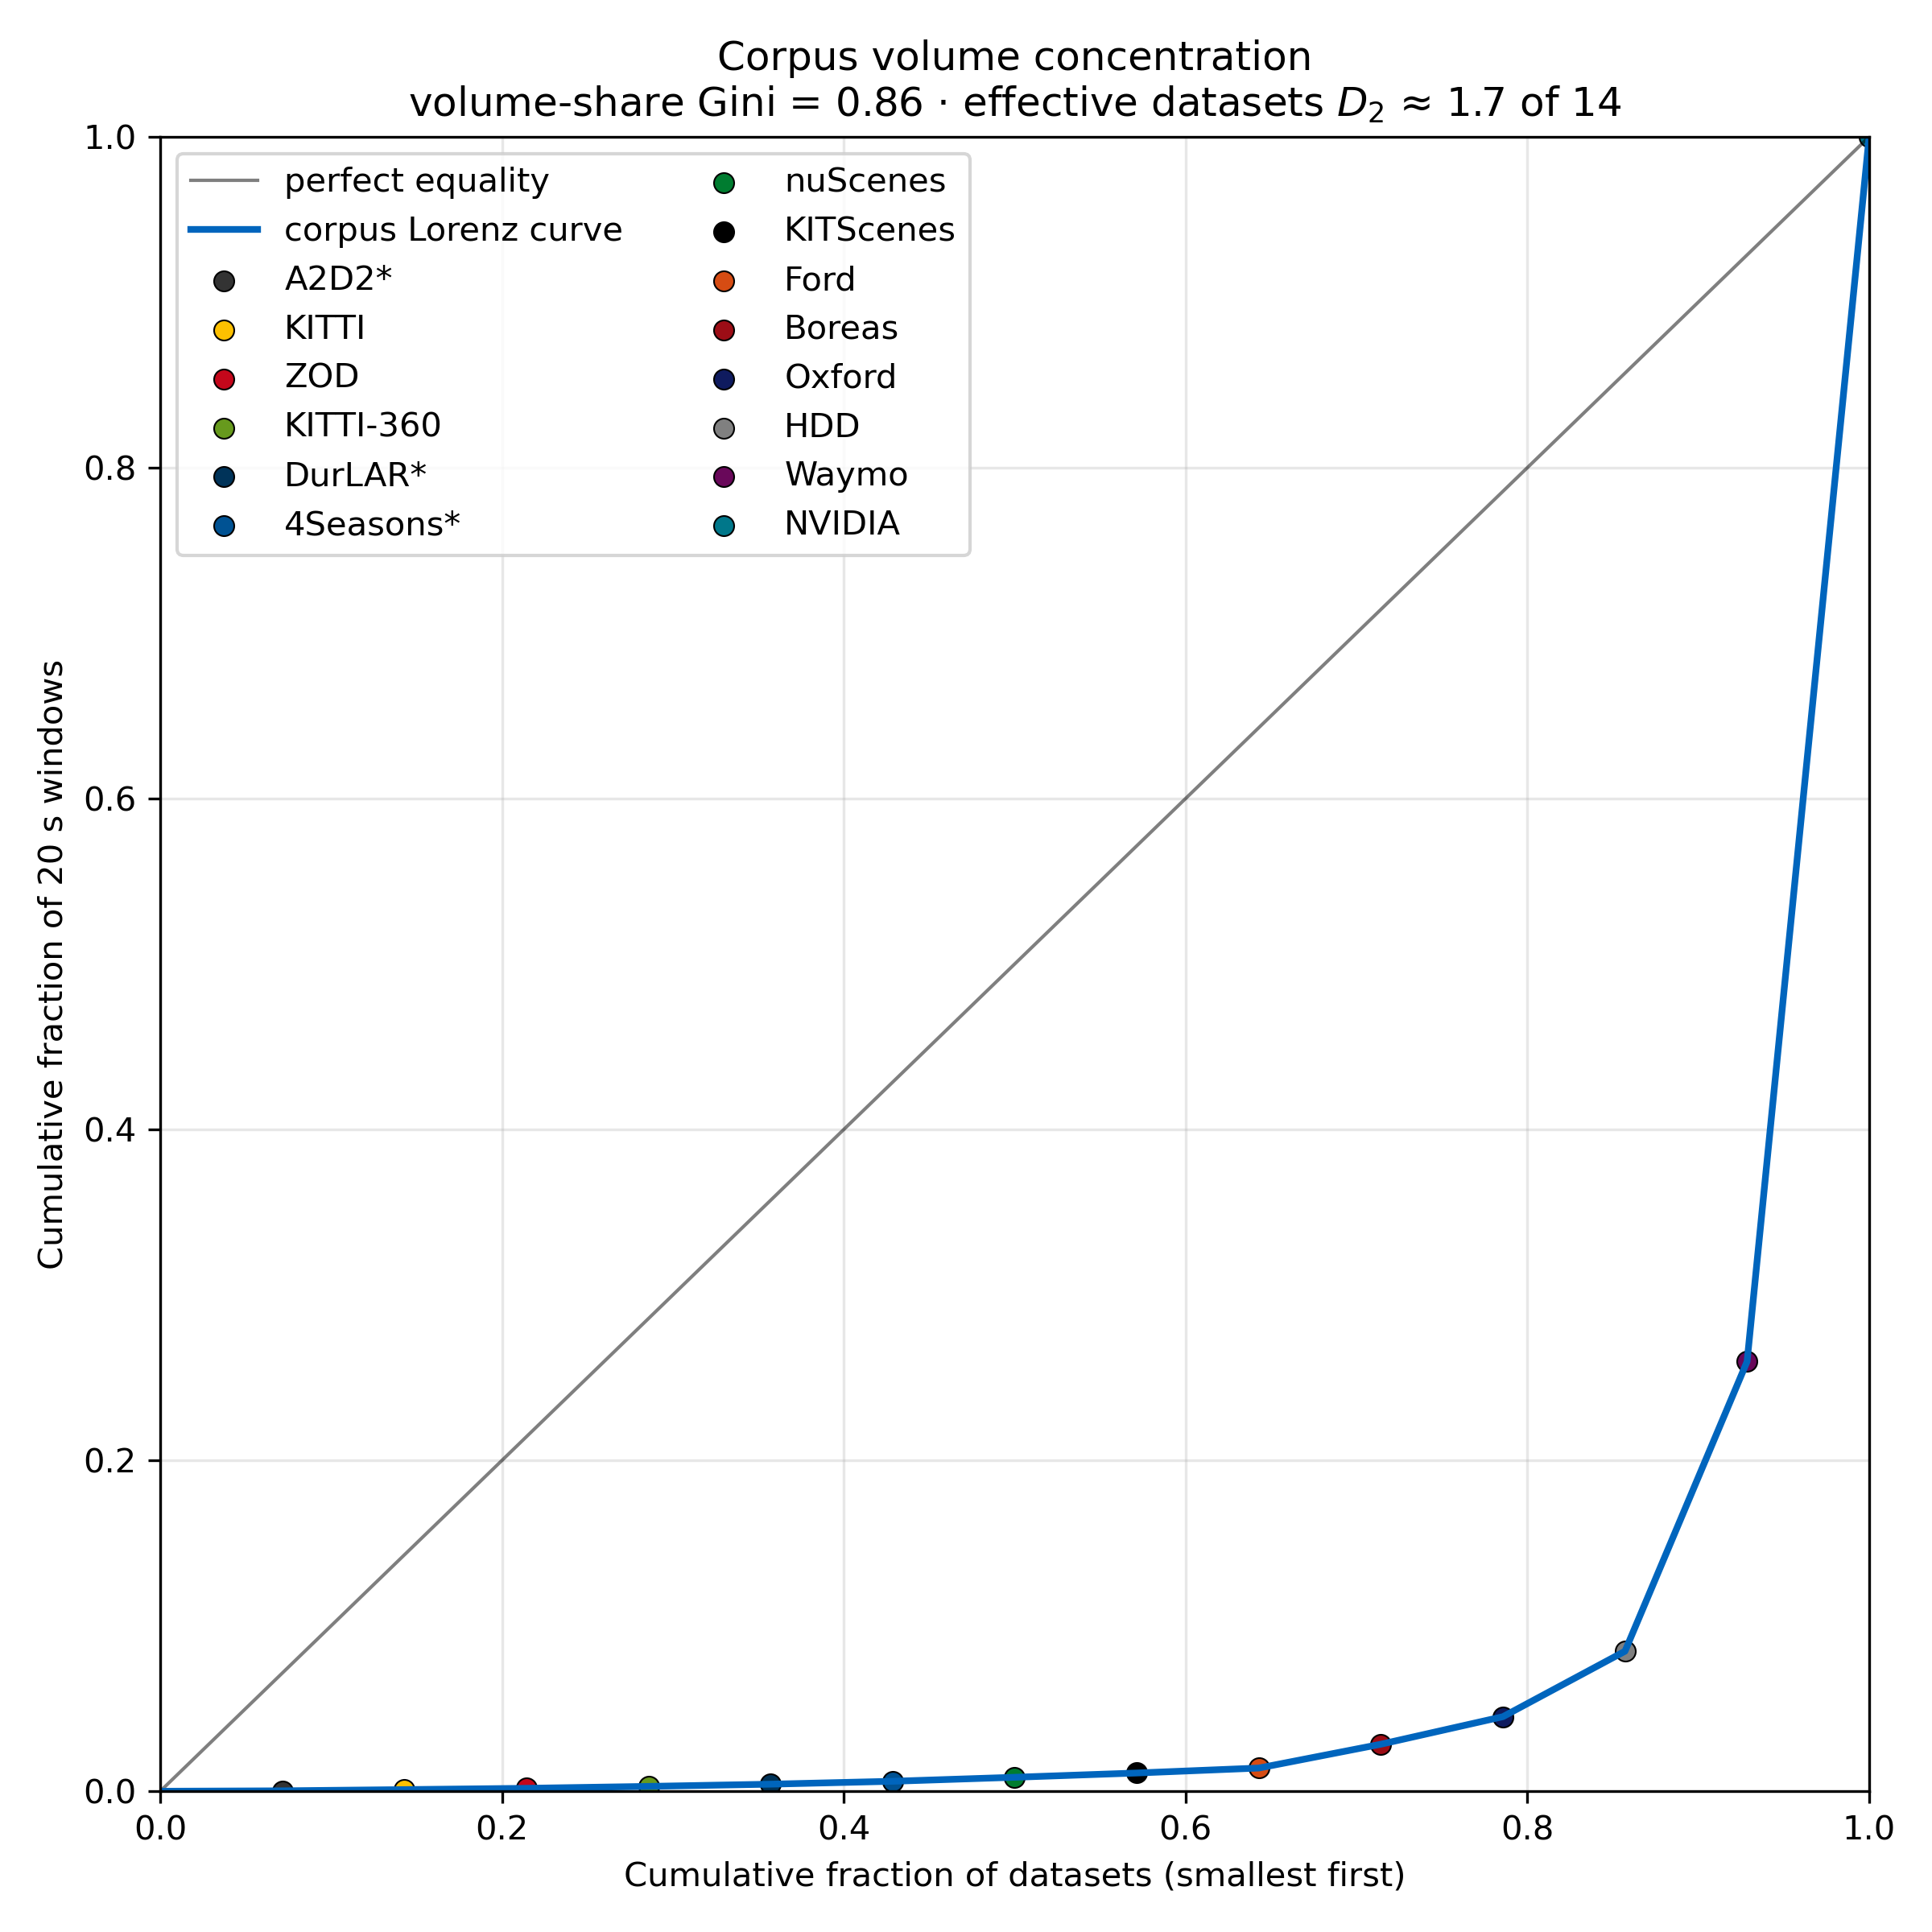 Corpus volume concentration
volume-share Gini = 0.86 · effective datasets D₂ ≈ 1.7 of 14
perfect equality
corpus Lorenz curve
A2D2*
KITTI
ZOD
KITTI-360
DurLAR*
4Seasons*
nuScenes
KITScenes
Ford
Boreas
Oxford
HDD
Waymo
NVIDIA
Cumulative fraction of 20 s windows
1.0
0.8
0.6
0.4
0.2
0.0
0.0 0.2 0.4 0.6 0.8 1.0
Cumulative fraction of datasets (smallest first)